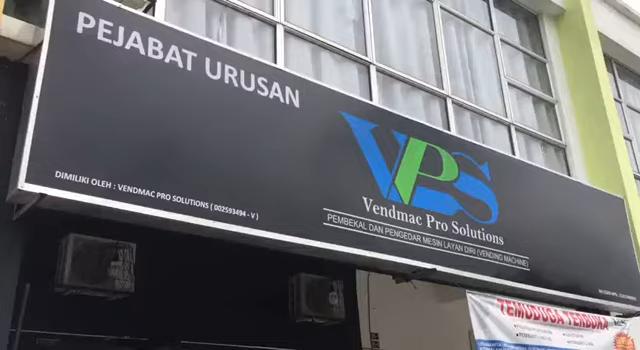 PEJABAT URUSAN
VPS
Vendmac Pro Solutions
PEMBEKAL DAN PENGEDAR MESIN LAYAN DIRI (VENDING MACHINE)
DIMILIKI OLEH : VENDMAC PRO SOLUTIONS ( 002593494 - V )
TEMUDUGA TERBUKA